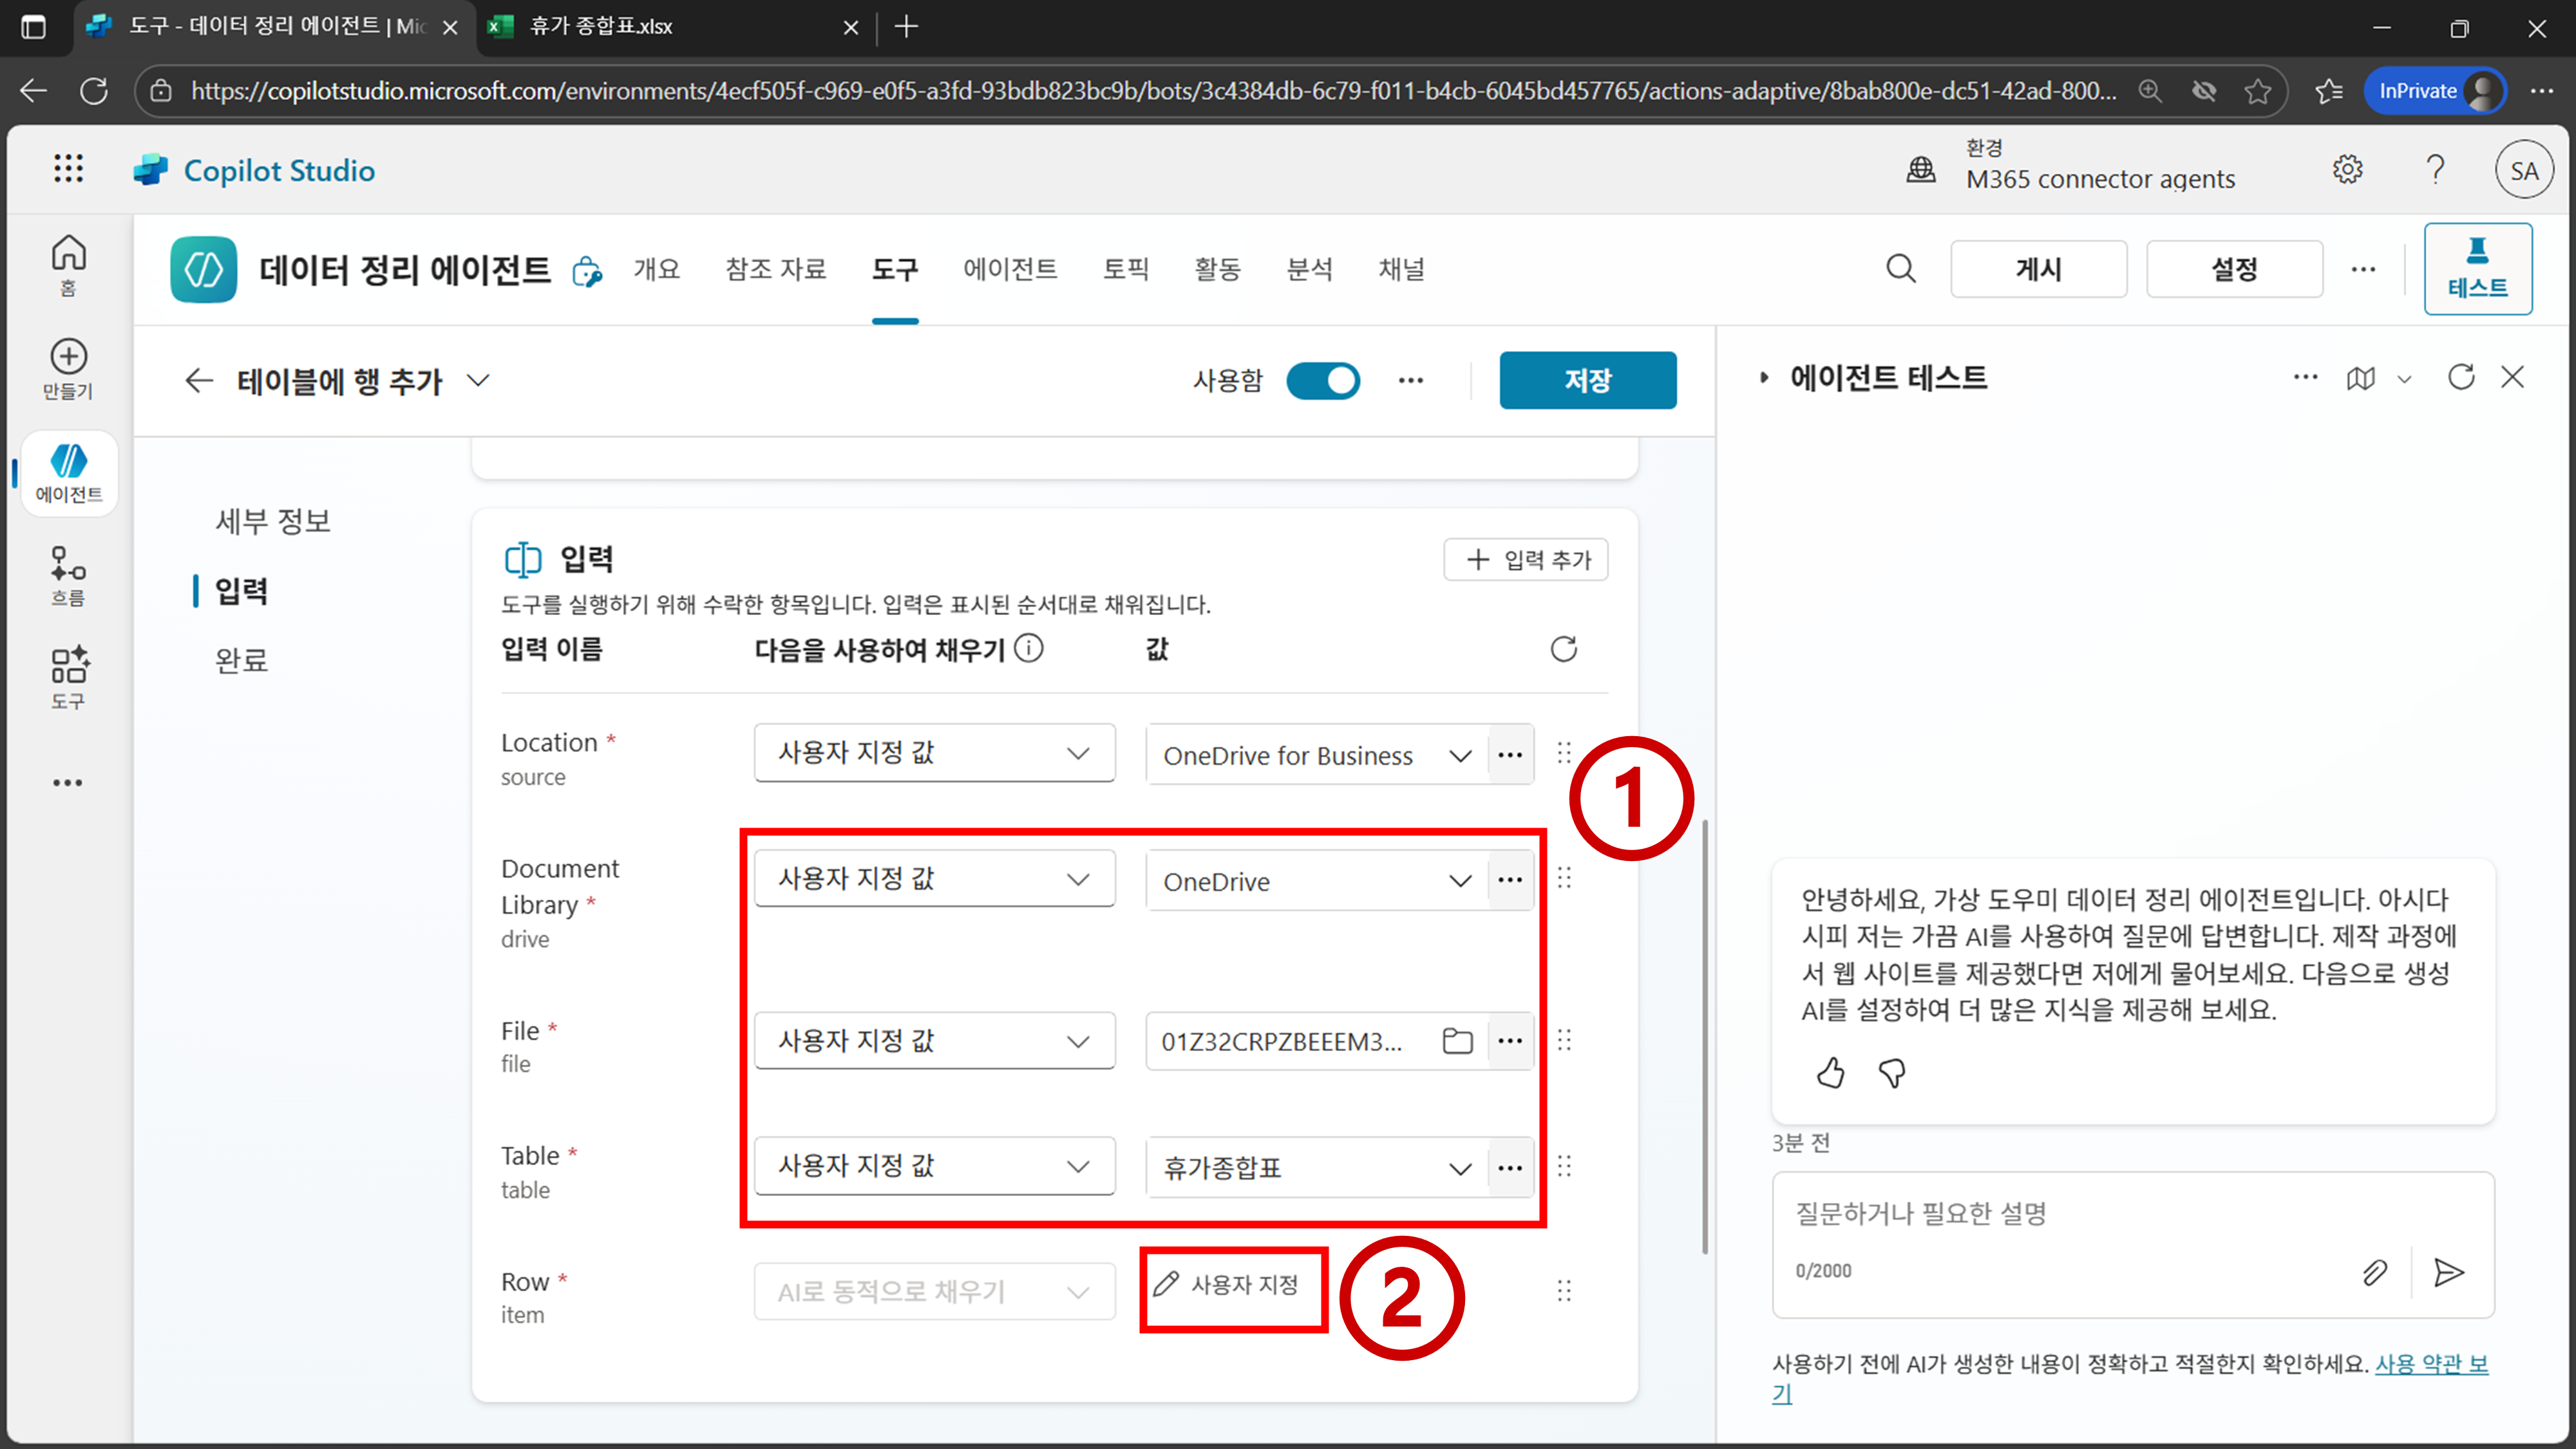 도구 - 데이터 정리 에이전트 | Mic
휴가 종합표.xlsx
https://copilotstudio.microsoft.com/environments/4ecf505f-c969-e0f5-a3fd-93bdb823bc9b/bots/3c4384db-6c79-f011-b4cb-6045bd457765/actions-adaptive/8bab800e-dc51-42ad-800...
InPrivate
Copilot Studio
환경
M365 connector agents
SA
데이터 정리 에이전트
개요
참조 자료
도구
에이전트
토픽
활동
분석
채널
게시
설정
테스트
홈
만들기
에이전트
흐름
도구
테이블에 행 추가
사용함
저장
세부 정보
입력
완료
입력
입력 추가
도구를 실행하기 위해 수락한 항목입니다. 입력은 표시된 순서대로 채워집니다.
입력 이름
다음을 사용하여 채우기
값
Location *
source
사용자 지정 값
OneDrive for Business
1
Document
Library *
drive
사용자 지정 값
OneDrive
File *
file
사용자 지정 값
01Z32CRPZBEEEM3...
Table *
table
사용자 지정 값
휴가종합표
Row *
item
AI로 동적으로 채우기
사용자 지정
2
에이전트 테스트
안녕하세요, 가상 도우미 데이터 정리 에이전트입니다. 아시다
시피 저는 가끔 AI를 사용하여 질문에 답변합니다. 제작 과정에
서 웹 사이트를 제공했다면 저에게 물어보세요. 다음으로 생성
AI를 설정하여 더 많은 지식을 제공해 보세요.
3분 전
질문하거나 필요한 설명
0/2000
사용하기 전에 AI가 생성한 내용이 정확하고 적절한지 확인하세요. 사용 약관 보
기